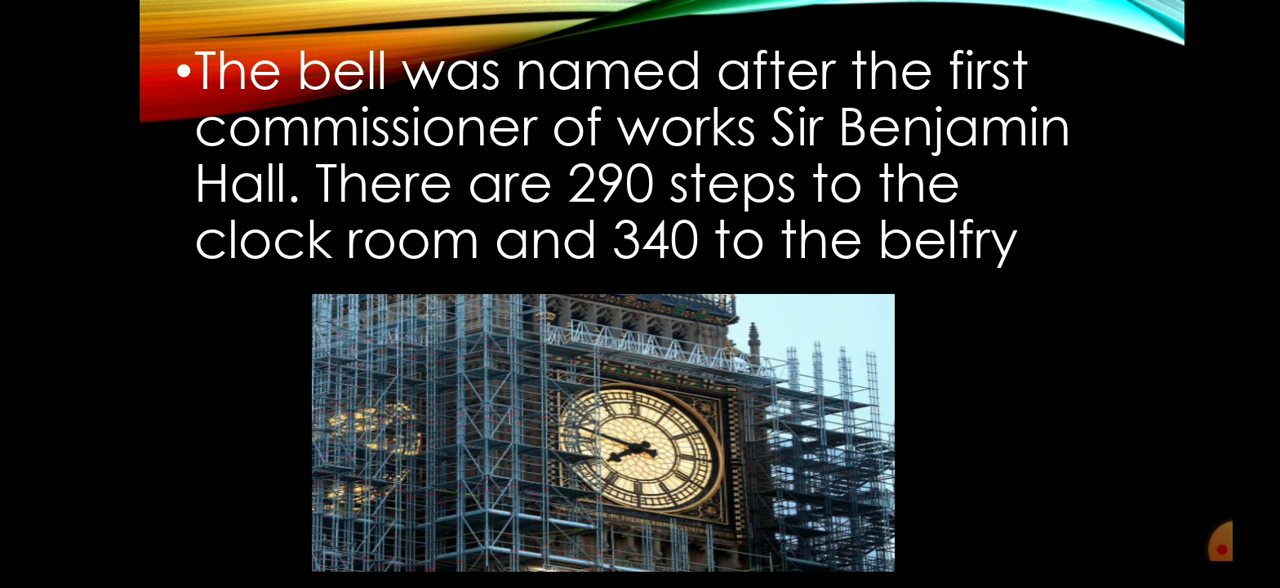 •The bell was named after the first
commissioner of works Sir Benjamin
Hall. There are 290 steps to the
clock room and 340 to the belfry